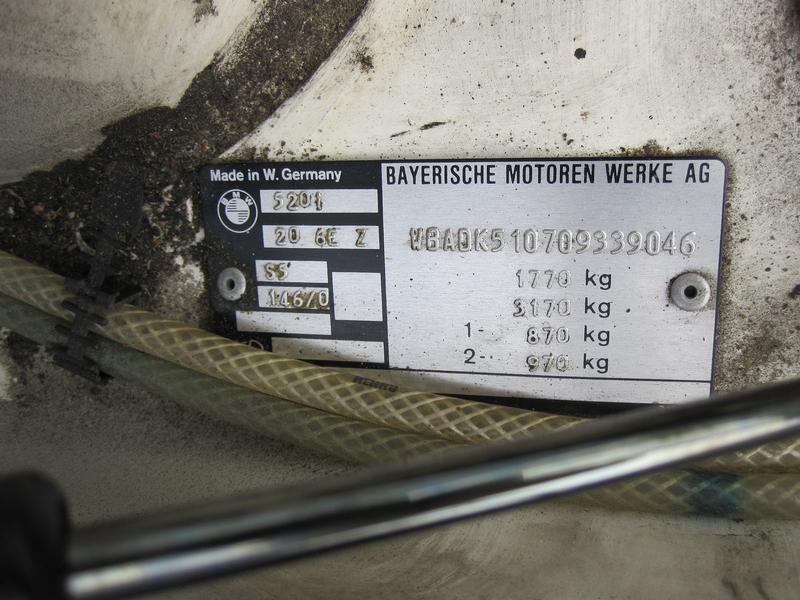 Made in W. Germany
BMW
520i
20 6E Z
SS
146/0
BAYERISCHE MOTOREN WERKE AG
WBADK510709339046
1770 kg
3170 kg
1- 870 kg
2- 970 kg